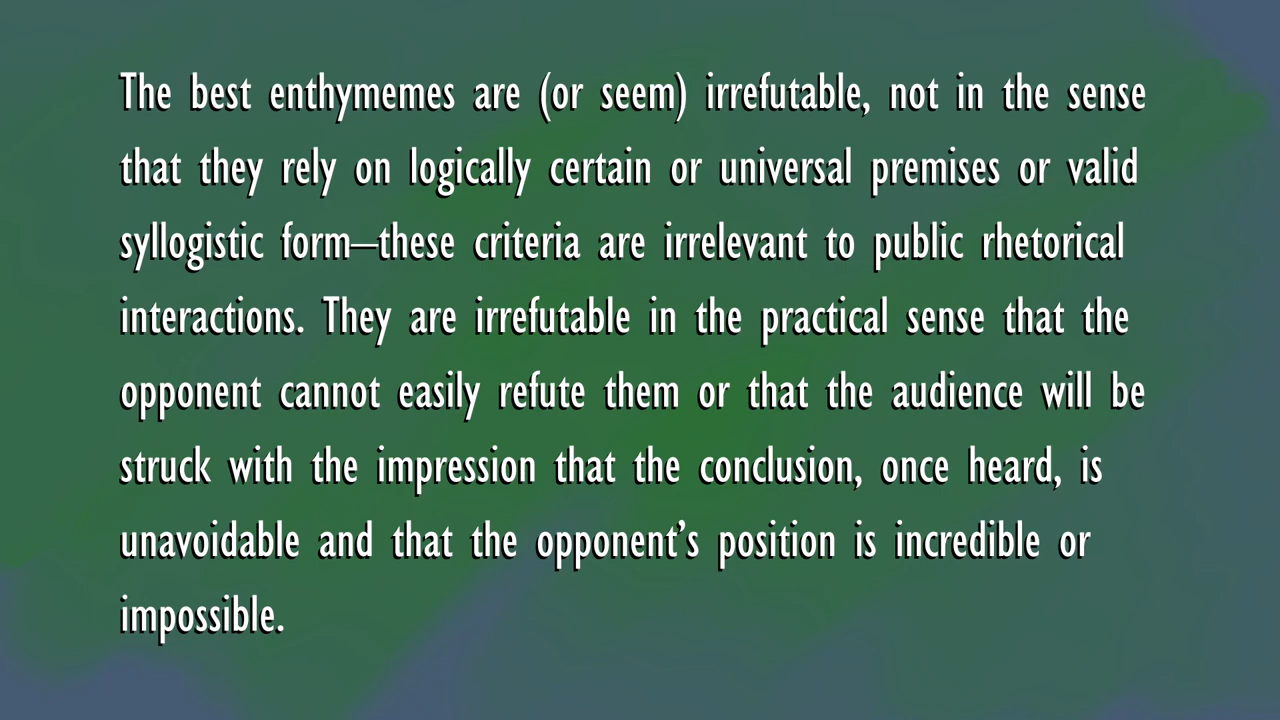 The best enthymemes are (or seem) irrefutable, not in the sense
that they rely on logically certain or universal premises or valid
syllogistic form—these criteria are irrelevant to public rhetorical
interactions. They are irrefutable in the practical sense that the
opponent cannot easily refute them or that the audience will be
struck with the impression that the conclusion, once heard, is
unavoidable and that the opponent’s position is incredible or
impossible.